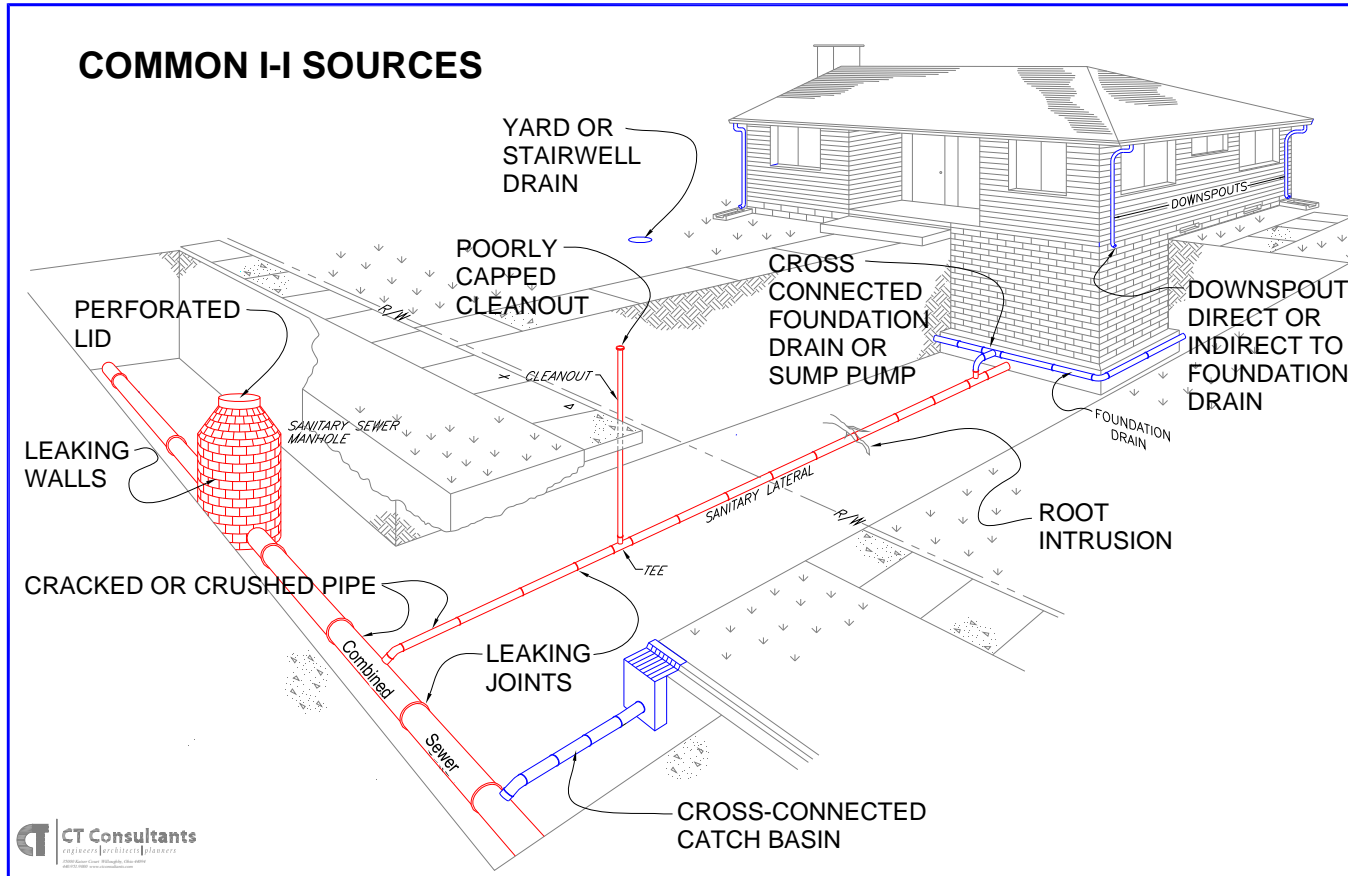 COMMON I-I SOURCES
YARD OR
STAIRWELL
DRAIN
DOWNSPOUTS
POORLY
CAPPED
CLEANOUT
CROSS
CONNECTED
FOUNDATION
DRAIN OR
SUMP PUMP
DOWNSPOUT
DIRECT OR
INDIRECT TO
FOUNDATION
DRAIN
PERFORATED
LID
R/W
CLEANOUT
SANITARY SEWER
MANHOLE
FOUNDATION
DRAIN
LEAKING
WALLS
SANITARY LATERAL
R/W
ROOT
INTRUSION
TEE
CRACKED OR CRUSHED PIPE
LEAKING
JOINTS
Combined
Sewer
CROSS-CONNECTED
CATCH BASIN
CT Consultants
engineers|architects|planners